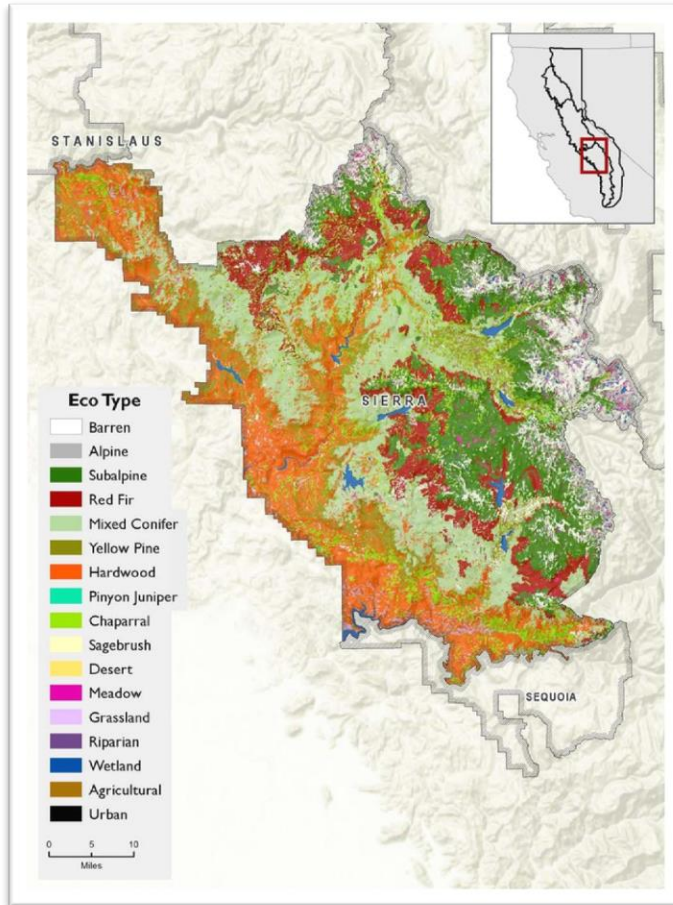 STANISLAUS
SIERRA
SEQUOIA
Eco Type
Barren
Alpine
Subalpine
Red Fir
Mixed Conifer
Yellow Pine
Hardwood
Pinyon Juniper
Chaparral
Sagebrush
Desert
Meadow
Grassland
Riparian
Wetland
Agricultural
Urban
0 5 10
Miles